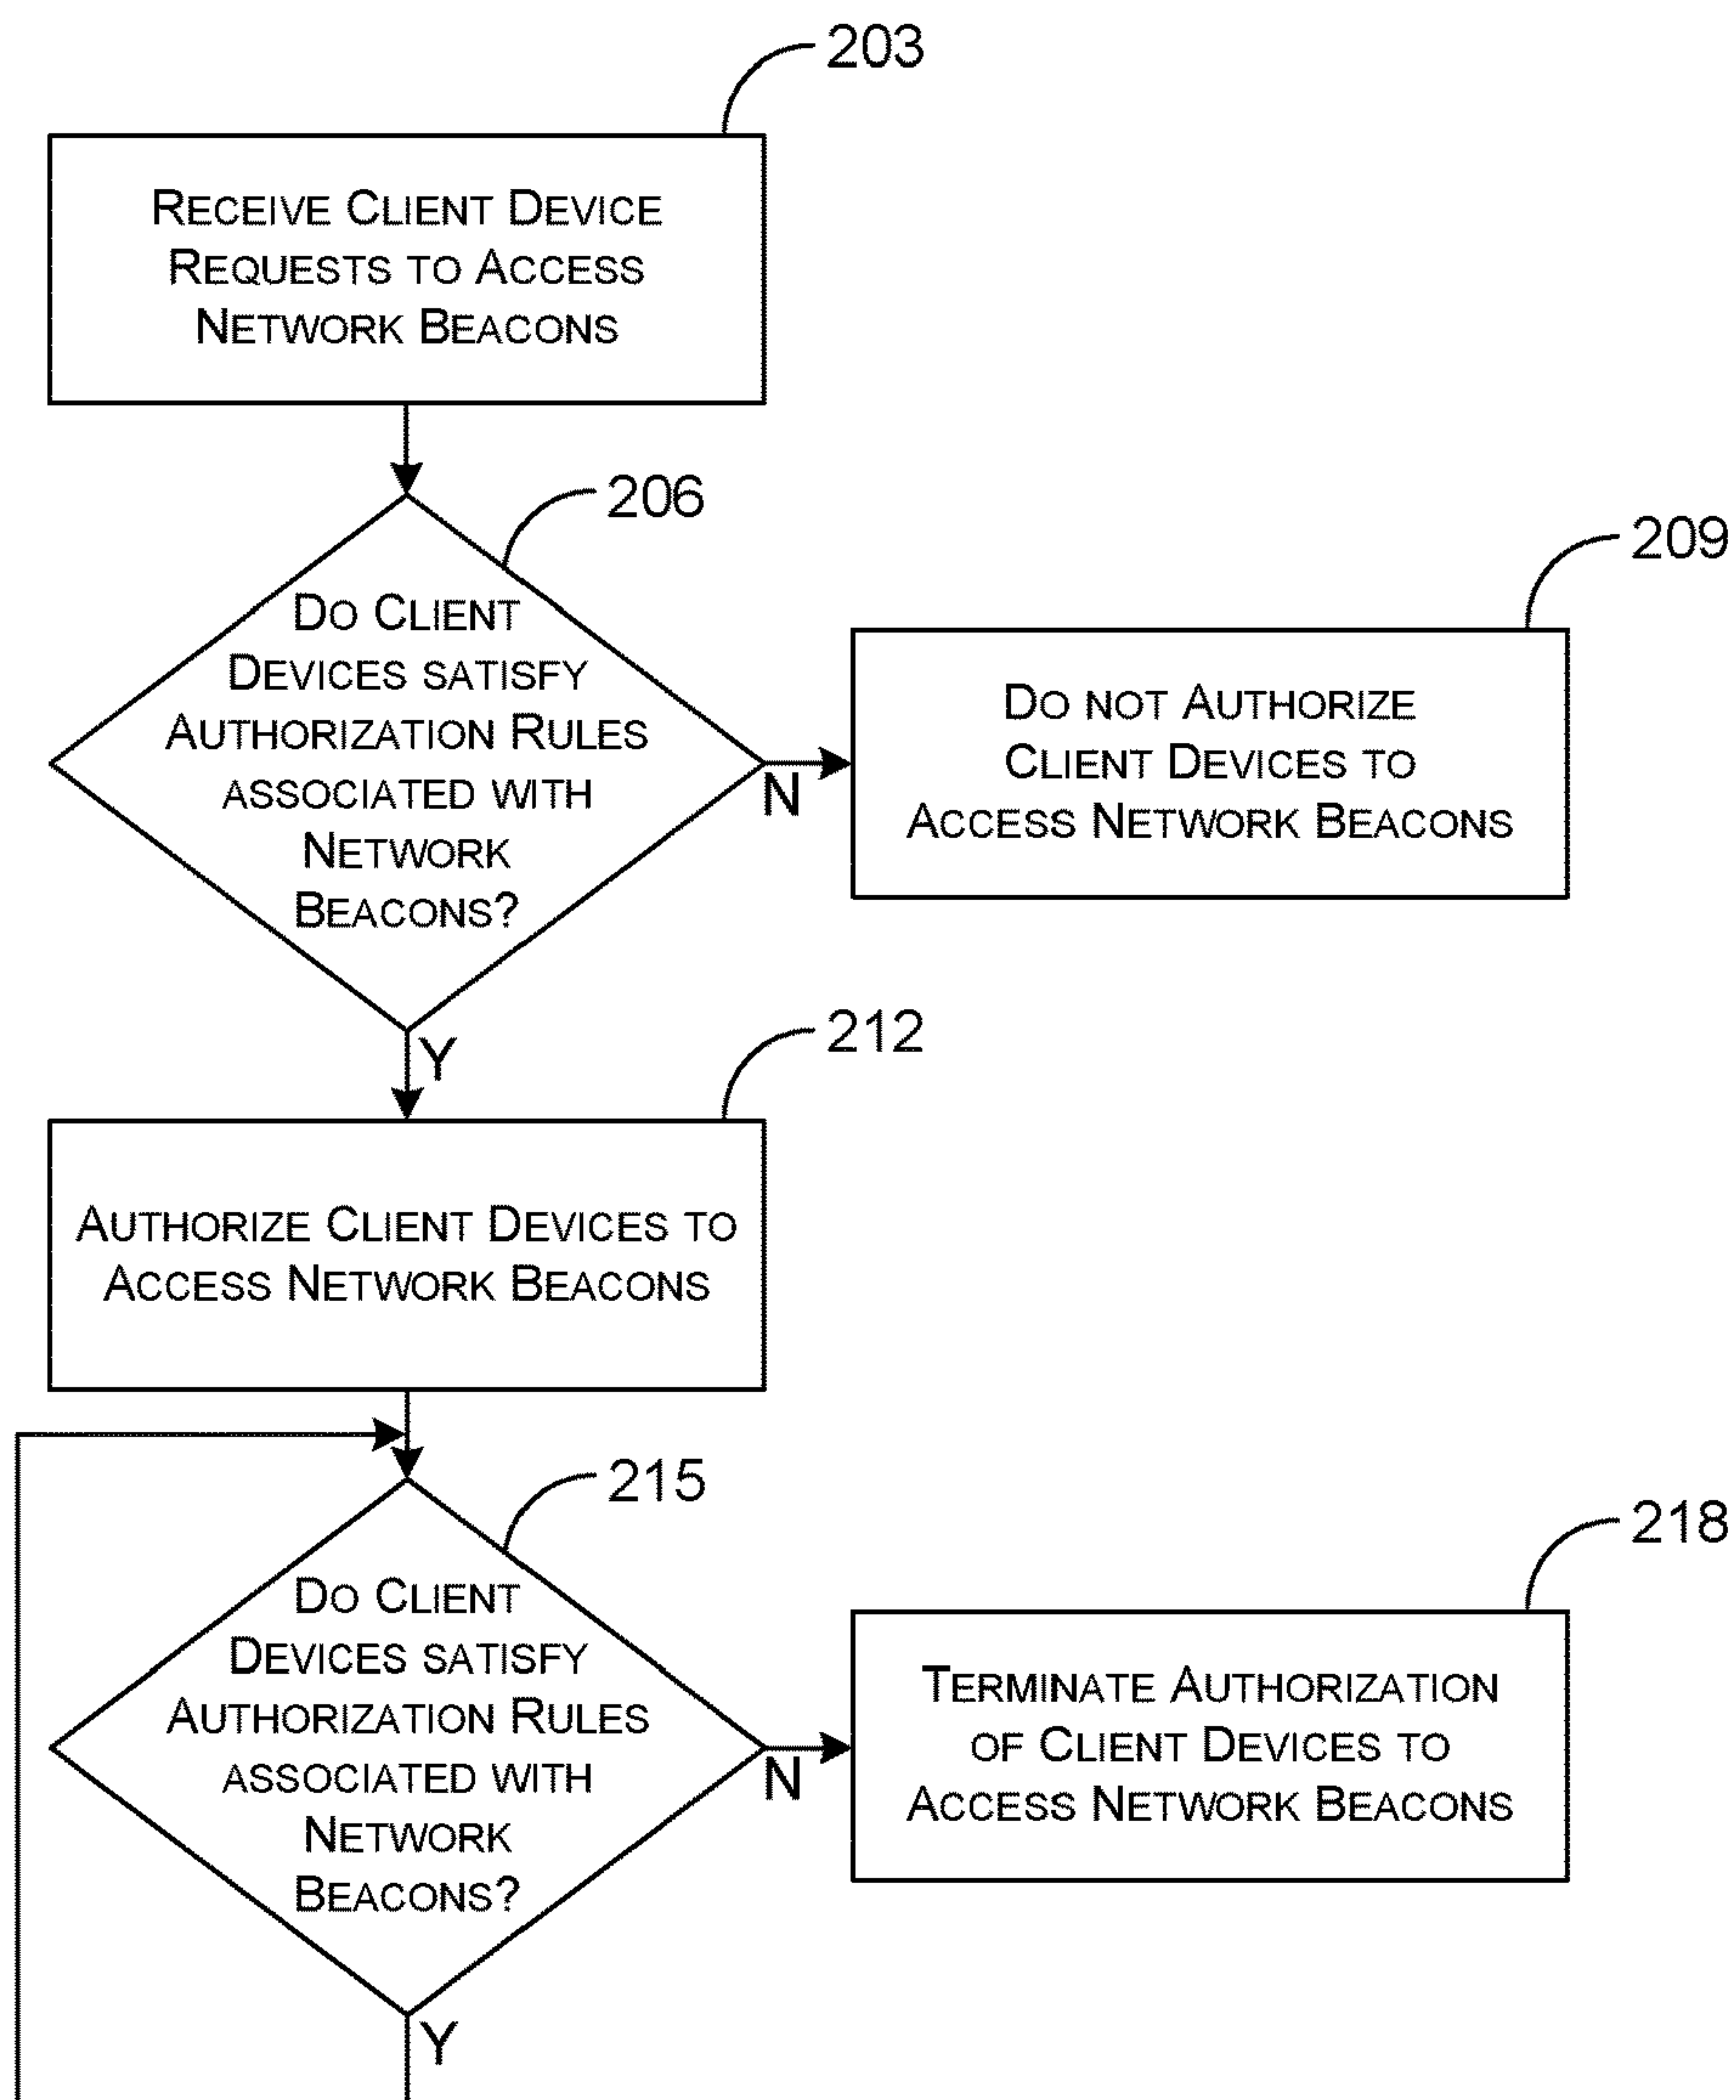 203
RECEIVE CLIENT DEVICE
REQUESTS TO ACCESS
NETWORK BEACONS
206
DO CLIENT
DEVICES SATISFY
AUTHORIZATION RULES
ASSOCIATED WITH
NETWORK
BEACONS?
N
209
DO NOT AUTHORIZE
CLIENT DEVICES TO
ACCESS NETWORK BEACONS
Y
212
AUTHORIZE CLIENT DEVICES TO
ACCESS NETWORK BEACONS
215
DO CLIENT
DEVICES SATISFY
AUTHORIZATION RULES
ASSOCIATED WITH
NETWORK
BEACONS?
N
218
TERMINATE AUTHORIZATION
OF CLIENT DEVICES TO
ACCESS NETWORK BEACONS
Y